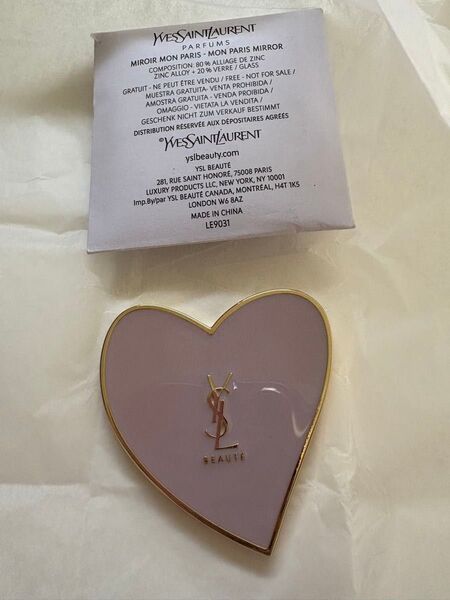 YVESSAINTLAURENT
PARFUMS
MIROIR MON PARIS - MON PARIS MIRROR
COMPOSITION: 80% ALLIAGE DE ZINC
ZINC ALLOY + 20% VERRE / GLASS
GRATUIT - NE PEUT ÊTRE VENDU / FREE - NOT FOR SALE /
MUESTRA GRATUITA- VENTA PROHIBIDA /
AMOSTRA GRATUITA - VENDA PROIBIDA /
OMAGGIO - VIETATA LA VENDITA /
GESCHENK NICHT ZUM VERKAUF BESTIMMT
DISTRIBUTION RÉSERVÉE AUX DÉPOSITAIRES AGRÉÉS
©YVESSAINTLAURENT
yslbeauty.com
YSL BEAUTÉ
281, RUE SAINT HONORÉ, 75008 PARIS
LUXURY PRODUCTS LLC, NEW YORK, NY 10001
Imp.By/par YSL BEAUTÉ CANADA, MONTRÉAL, H4T 1K5
LONDON W6 8AZ
MADE IN CHINA
LE9031
YSL
BEAUTÉ